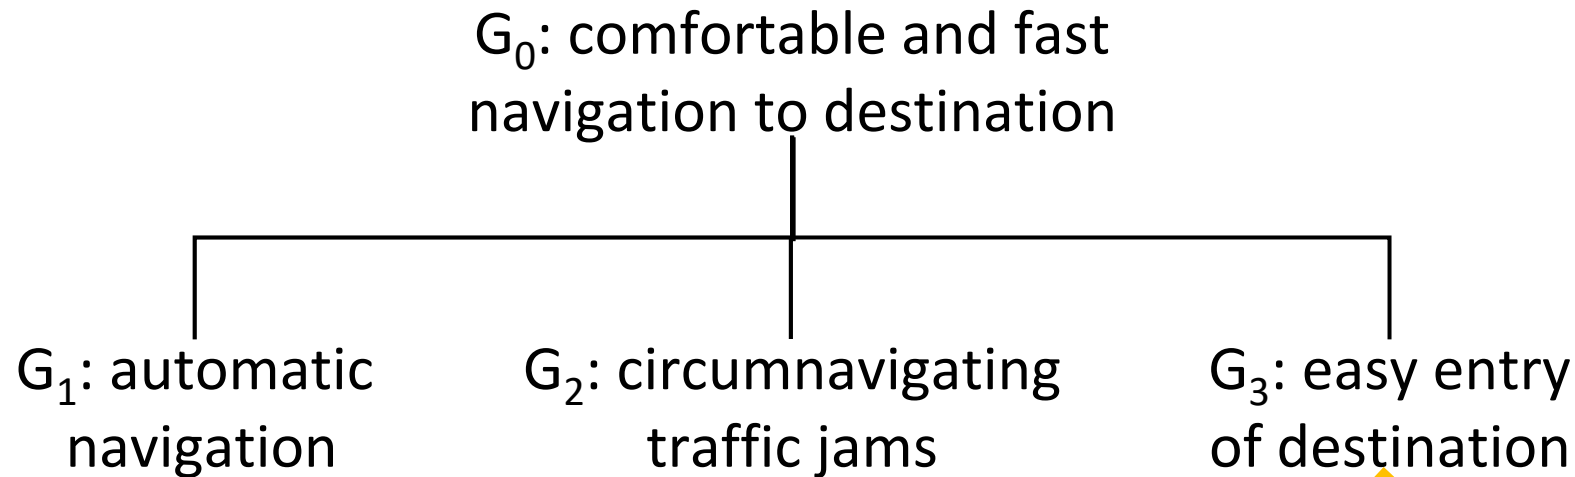 G₀: comfortable and fast
navigation to destination
G₁: automatic
navigation
G₂: circumnavigating
traffic jams
G₃: easy entry
of destination